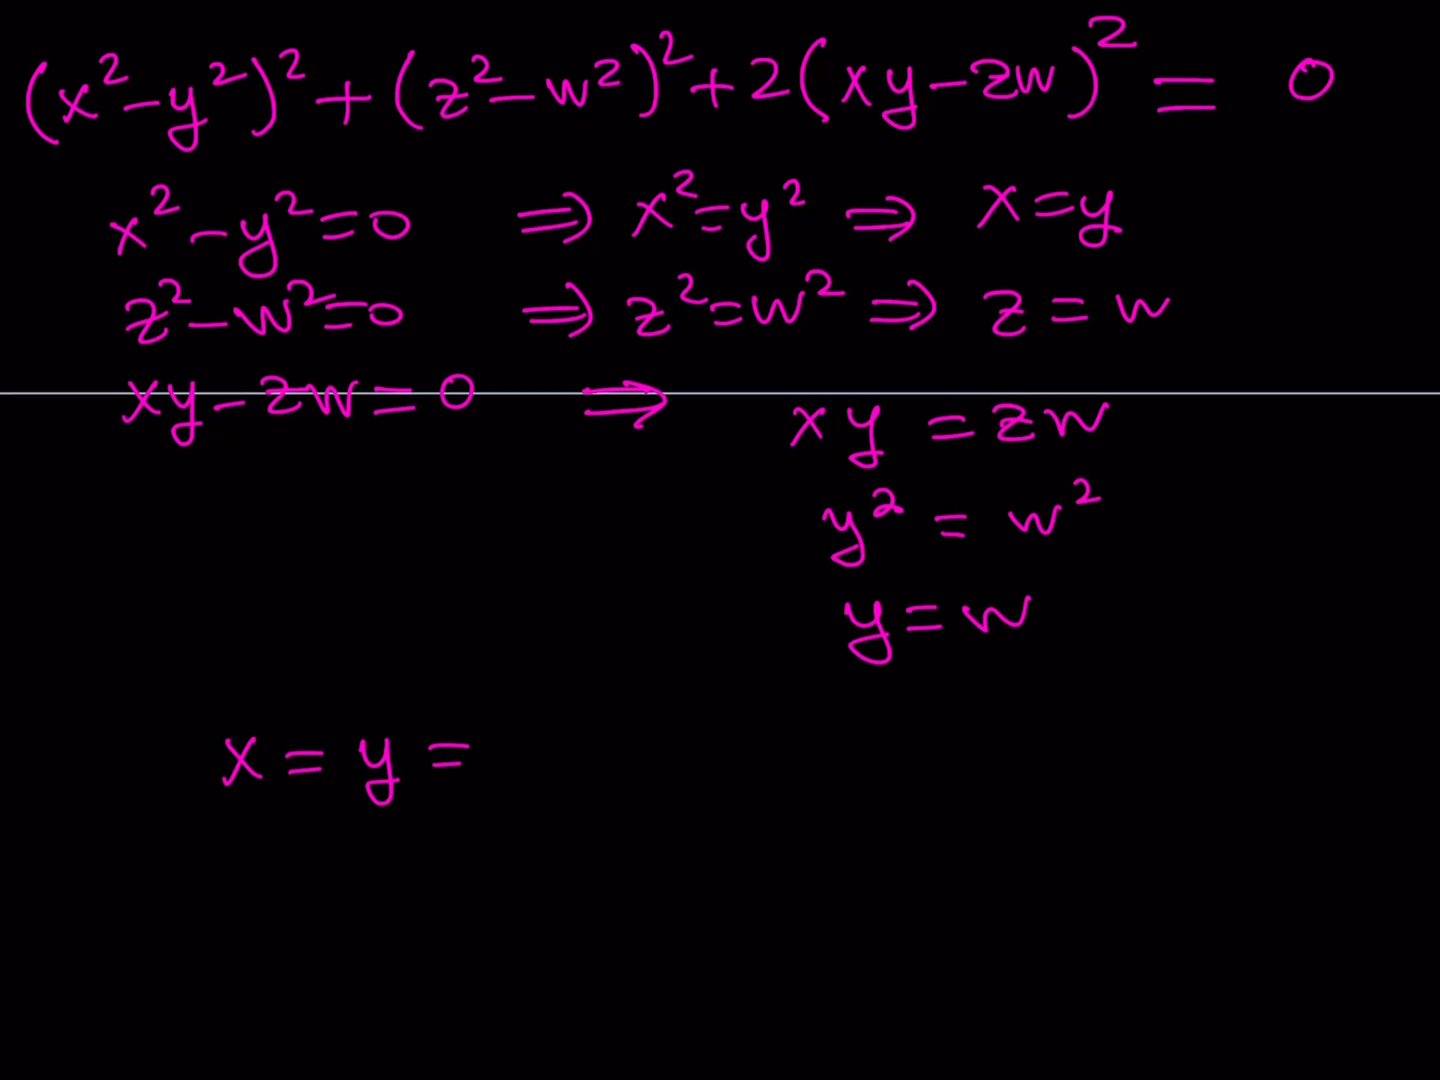 (x²-y²)²+(z²-w²)²+2(xy-zw)²=0
x²-y²=0 ⇒ x²=y² ⇒ x=y
z²-w²=0 ⇒ z²=w² ⇒ z=w
xy-zw=0 ⇒ xy=zw
y²=w²
y=w
x=y=